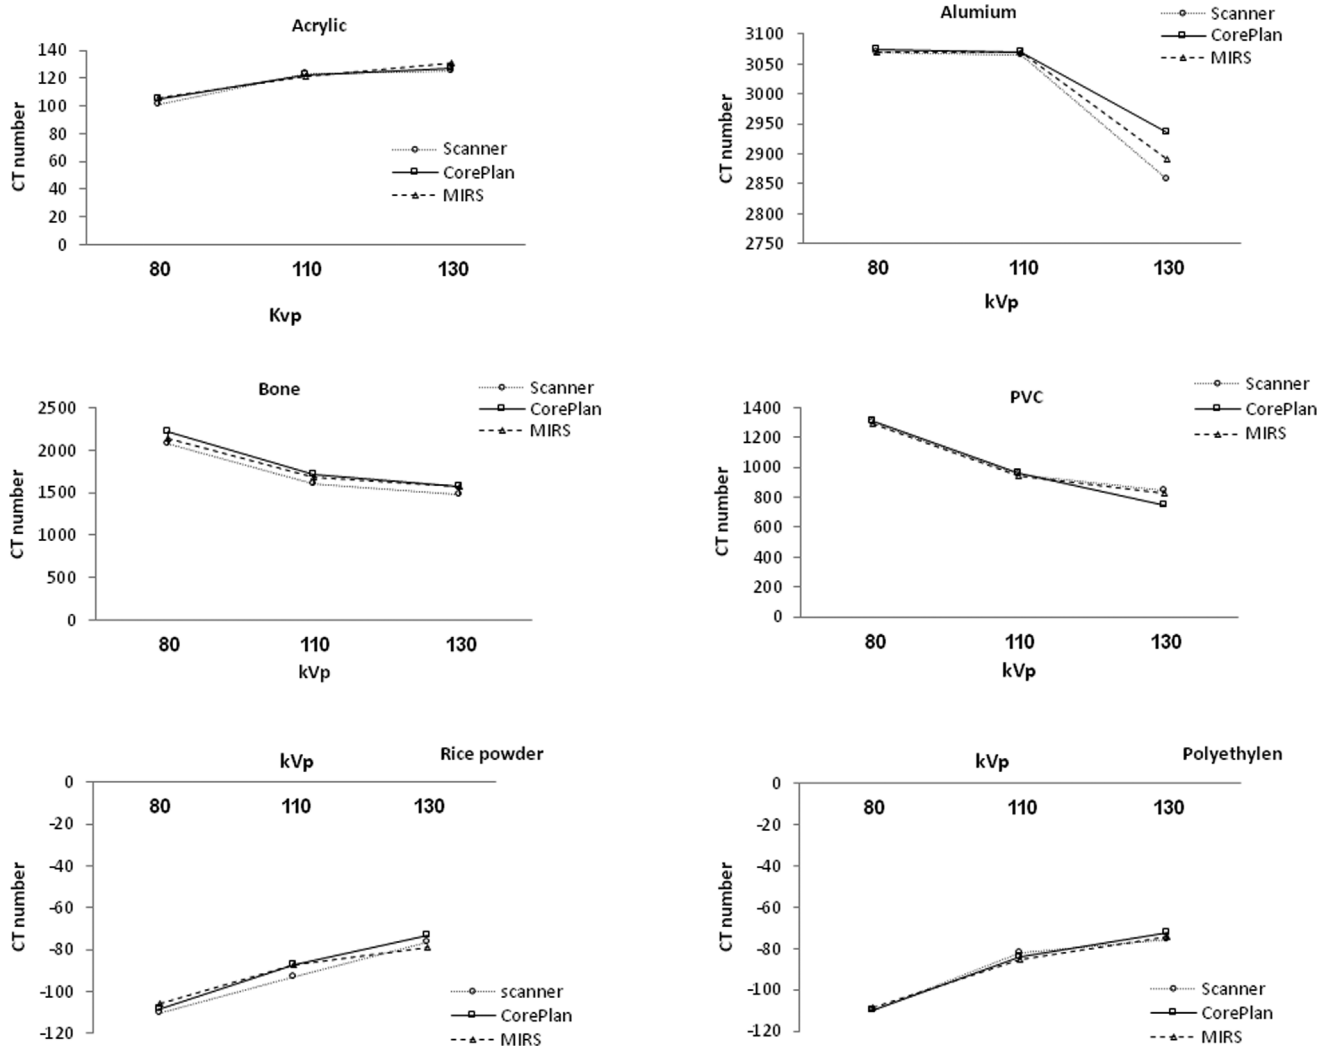 Acrylic
CT number
140
120
100
80
60
40
20
0
80 110 130
Kvp
Scanner
CorePlan
MIRS
Alumium
CT number
3100
3050
3000
2950
2900
2850
2800
2750
80 110 130
kVp
Scanner
CorePlan
MIRS
Bone
CT number
2500
2000
1500
1000
500
0
80 110 130
kVp
Scanner
CorePlan
MIRS
PVC
CT number
1400
1200
1000
800
600
400
200
0
80 110 130
kVp
Scanner
CorePlan
MIRS
kVp Rice powder
80 110 130
CT number
0
-20
-40
-60
-80
-100
-120
scanner
CorePlan
MIRS
kVp Polyethylen
80 110 130
CT number
0
-20
-40
-60
-80
-100
-120
Scanner
CorePlan
MIRS